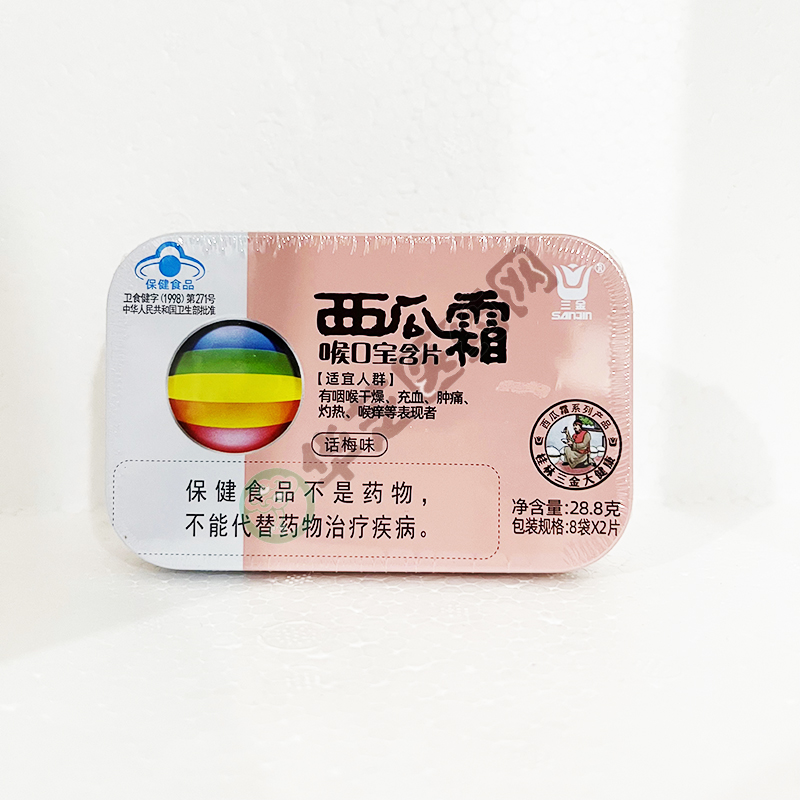 保健食品
卫食健字(1998)第271号
中华人民共和国卫生部批准
西瓜霜
喉口宝含片
【适宜人群】
有咽喉干燥、充血、肿痛、
灼热、喉痒等表现者
话梅味
保健食品不是药物，
不能代替药物治疗疾病。
三金
SANJIN
®
西瓜霜系列产品
桂林三金大健康
净含量:28.8克
包装规格:8袋X2片